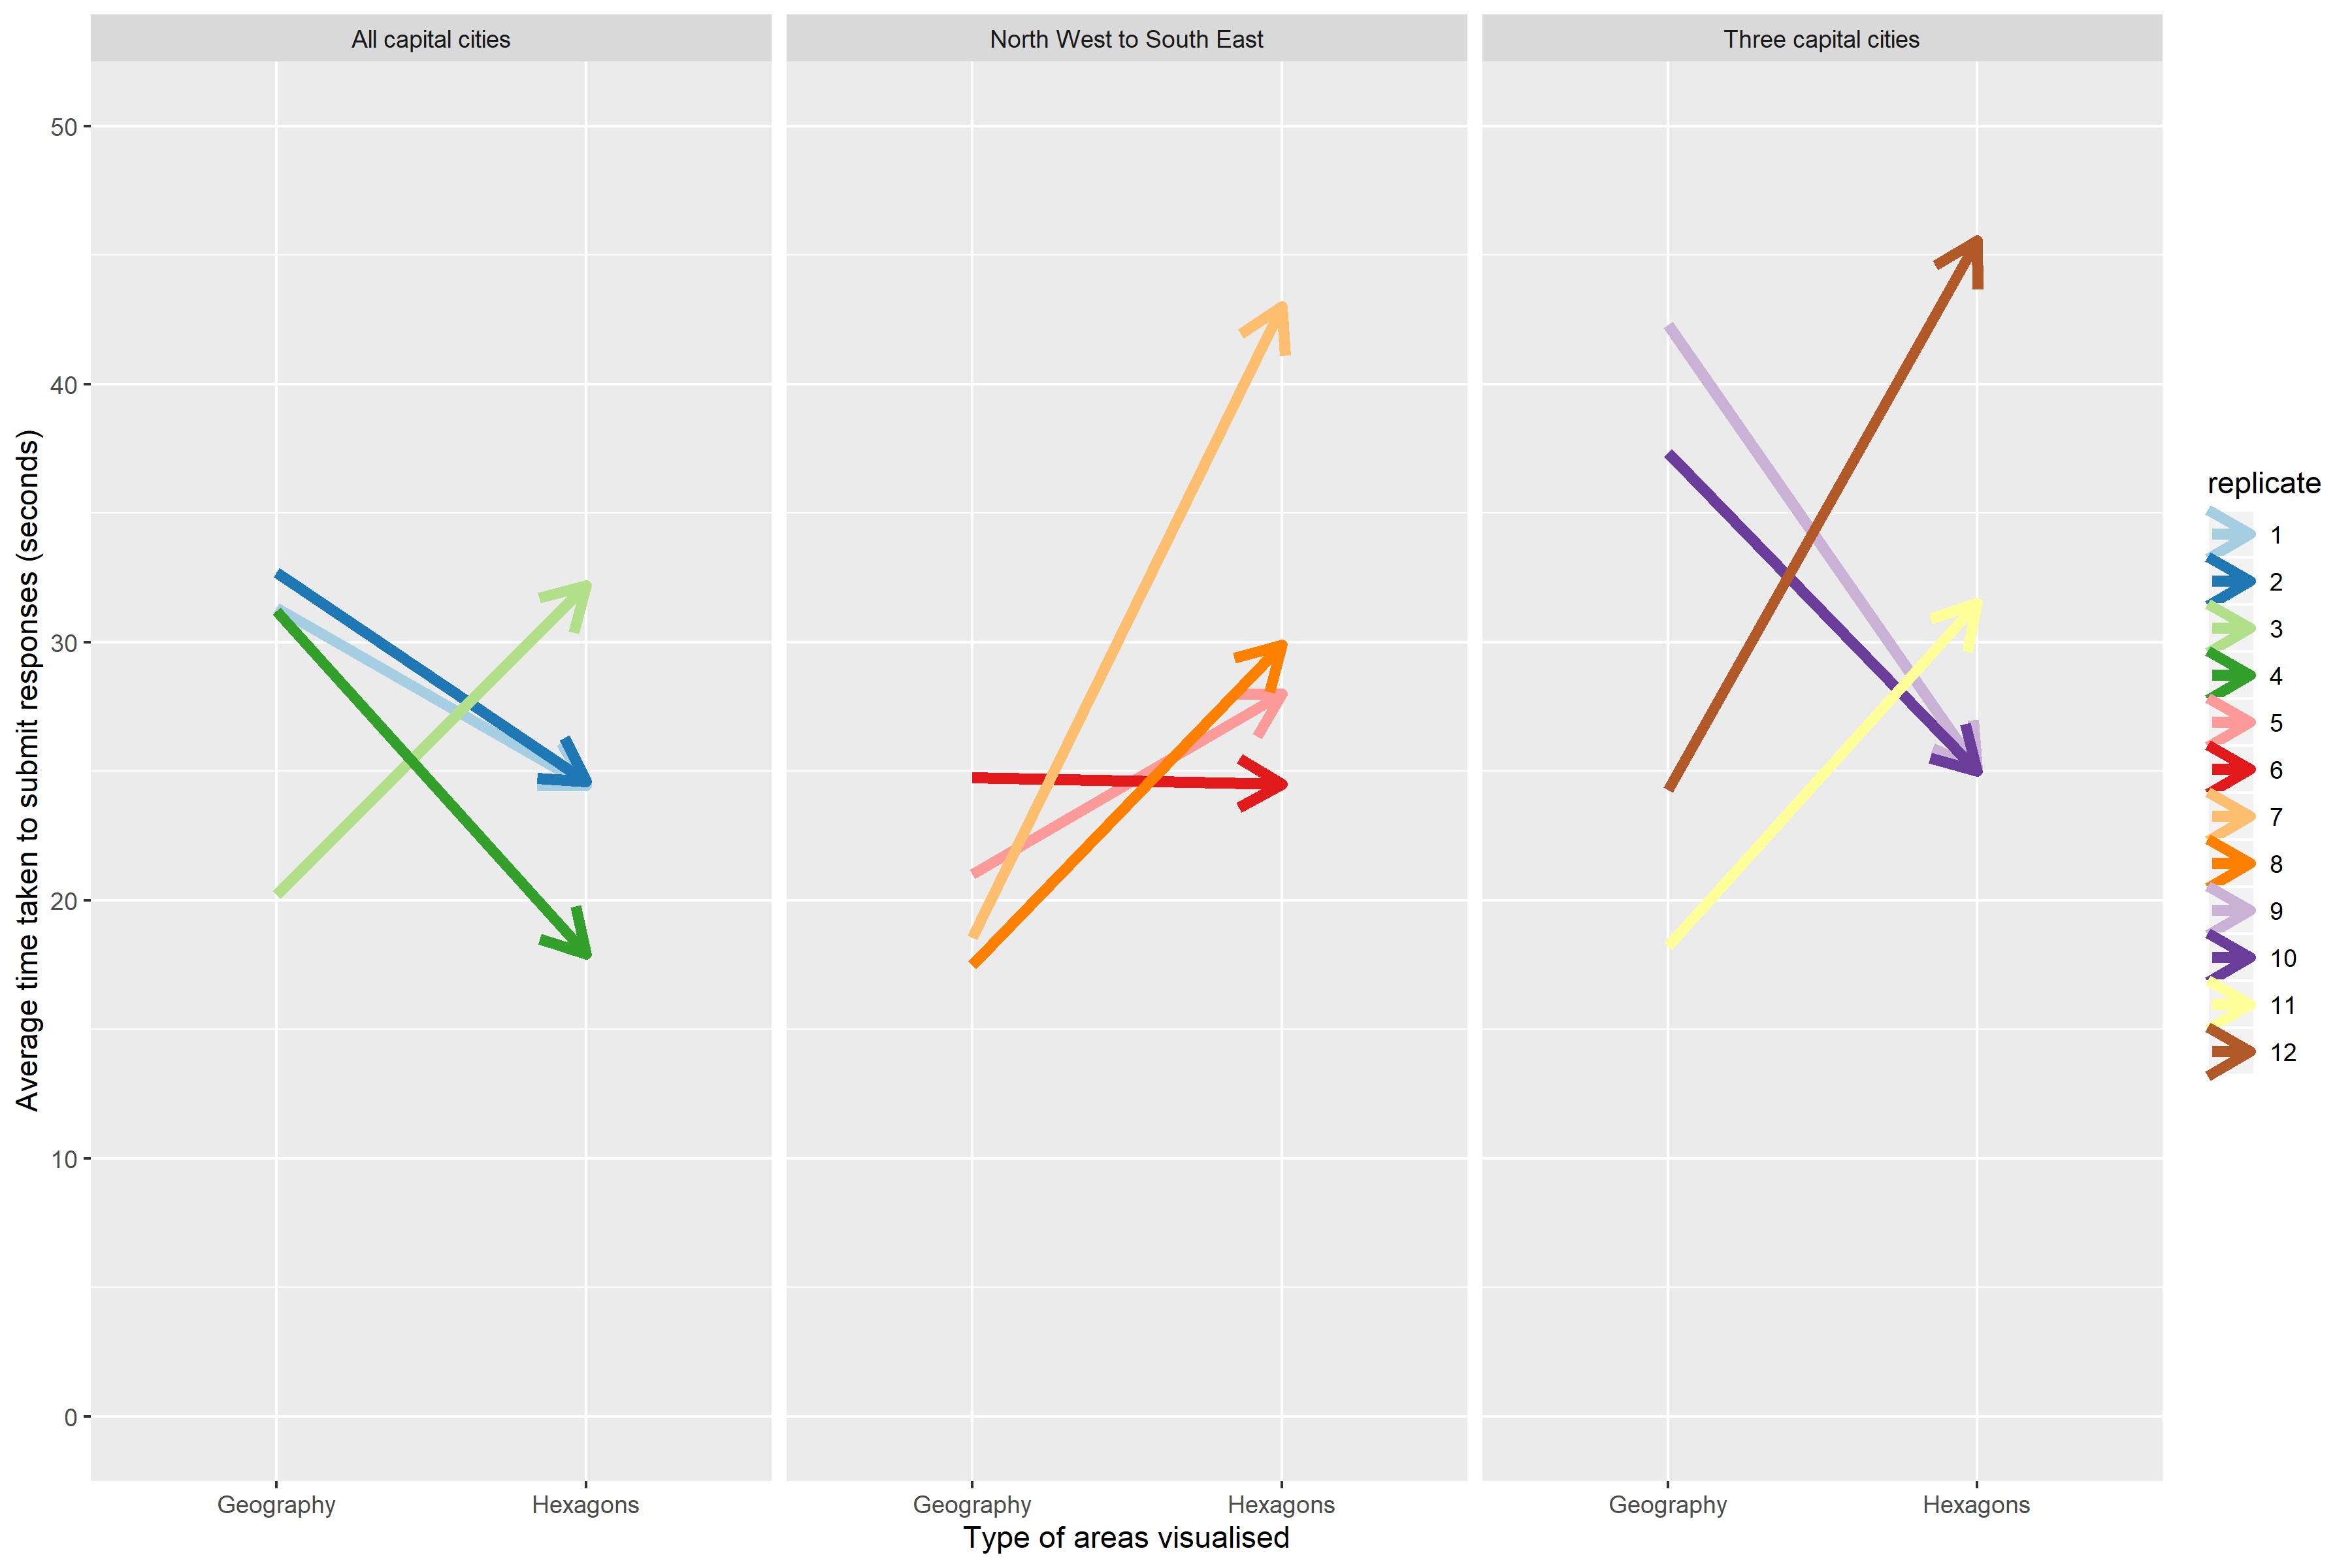 All capital cities
North West to South East
Three capital cities
Average time taken to submit responses (seconds)
50
40
30
20
10
0
Geography
Hexagons
Geography
Hexagons
Geography
Hexagons
Type of areas visualised
replicate
1
2
3
4
5
6
7
8
9
10
11
12